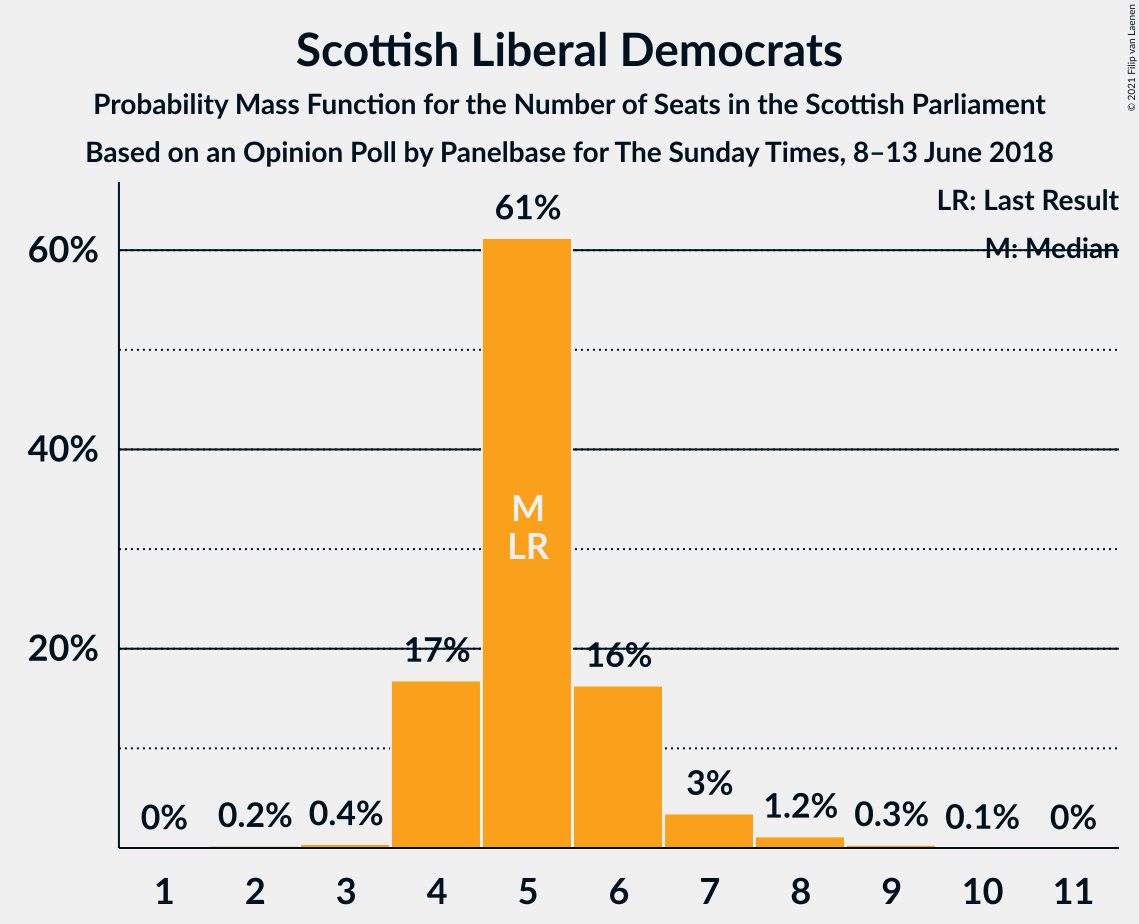 Scottish Liberal Democrats
Probability Mass Function for the Number of Seats in the Scottish Parliament
Based on an Opinion Poll by Panelbase for The Sunday Times, 8–13 June 2018
© 2021 Filip van Laenen
LR: Last Result
M: Median
60%
40%
20%
0%
0.2%
0.4%
17%
61%
16%
3%
1.2%
0.3%
0.1%
0%
M
LR
1 2 3 4 5 6 7 8 9 10 11